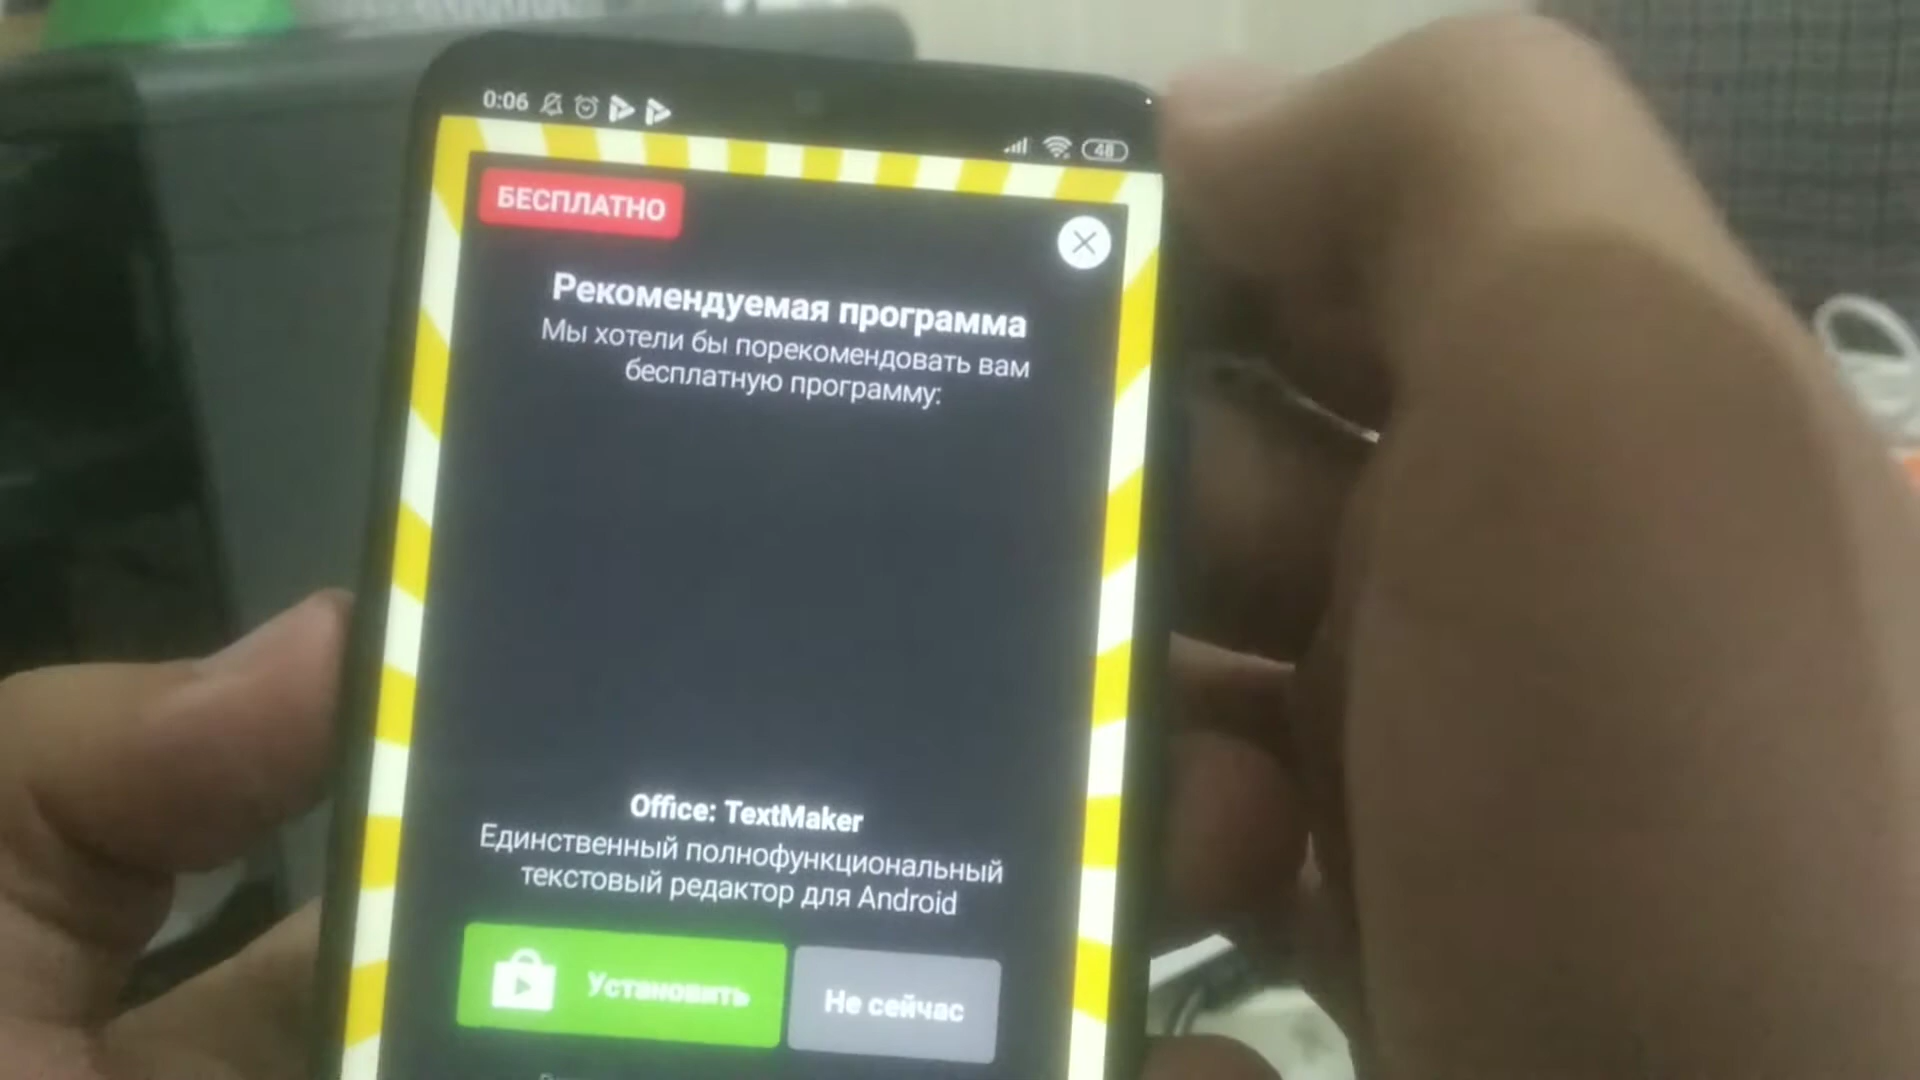 0:06
48
БЕСПЛАТНО
Рекомендуемая программа
Мы хотели бы порекомендовать вам
бесплатную программу:
Office: TextMaker
Единственный полнофункциональный
текстовый редактор для Android
Установить
Не сейчас